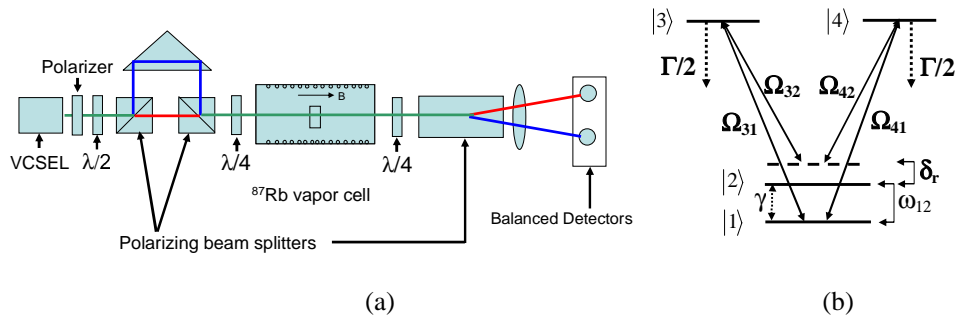 Polarizer
VCSEL
λ/2
λ/4
B
⁸⁷Rb vapor cell
λ/4
Polarizing beam splitters
Balanced Detectors
(a)
|3⟩
|4⟩
Γ/2
Γ/2
Ω₃₂
Ω₄₂
Ω₃₁
Ω₄₁
δᵣ
|2⟩
γ
ω₁₂
|1⟩
(b)